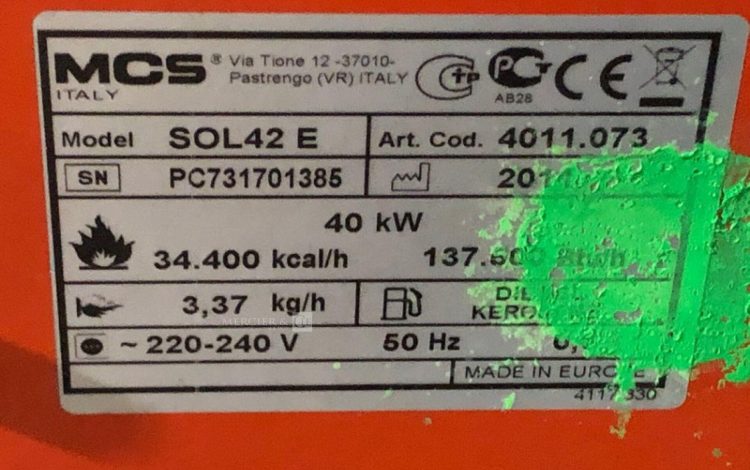 MCS® Via Tione 12 -37010-
ITALY Pastrengo (VR) ITALY
AB28
Model SOL42 E Art. Cod. 4011.073
SN PC731701385
40 kW
34.400 kcal/h
3,37 kg/h
MERCIER &
~ 220-240 V 50 Hz
MADE IN EUROPE